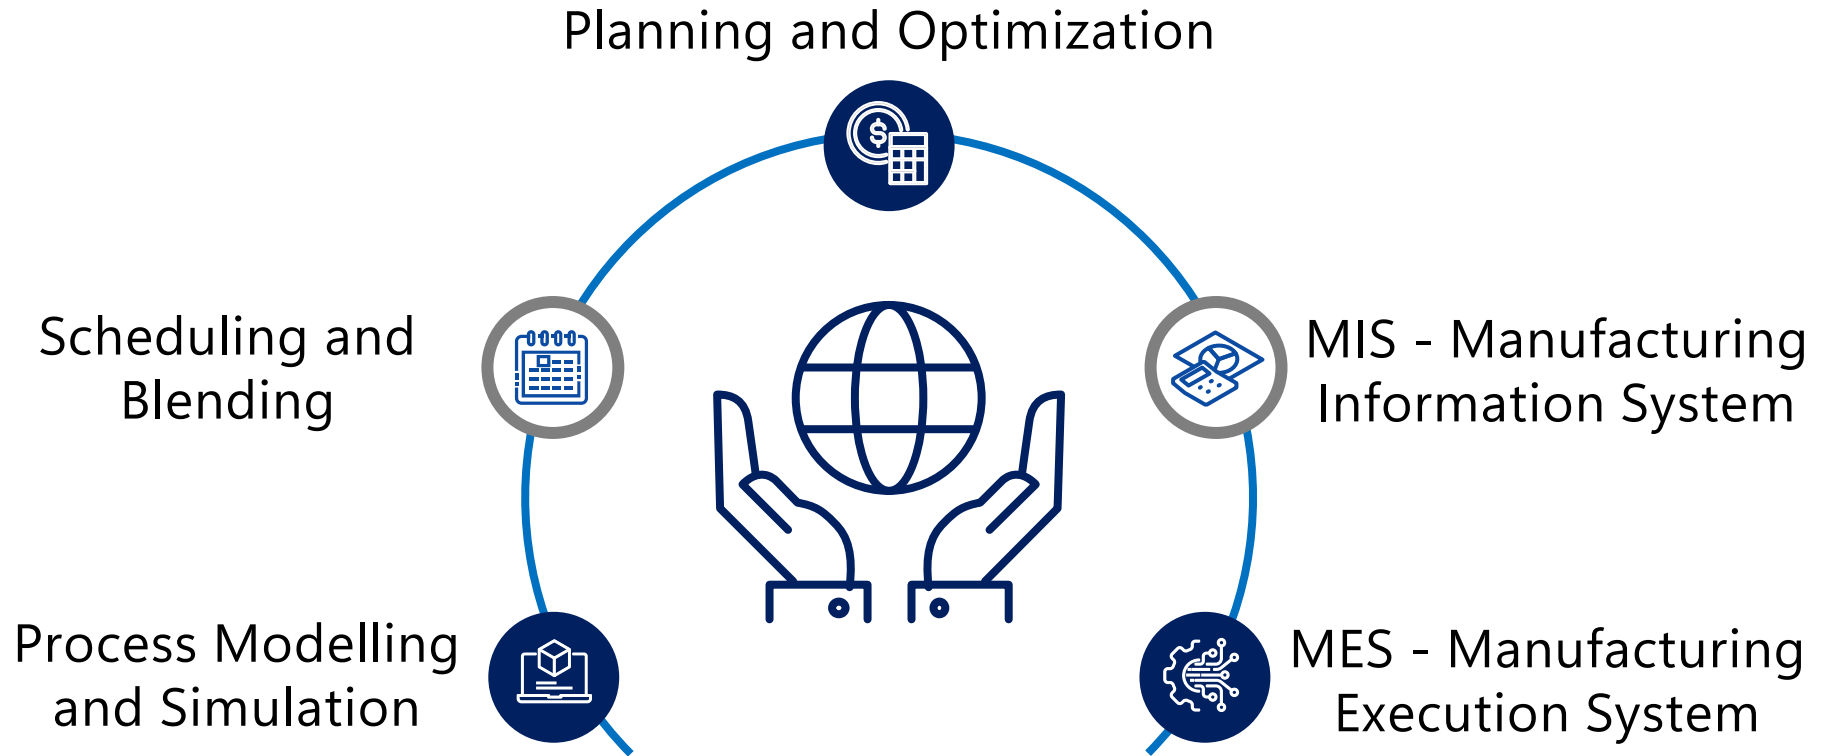 Planning and Optimization
Scheduling and
Blending
MIS - Manufacturing
Information System
Process Modelling
and Simulation
MES - Manufacturing
Execution System